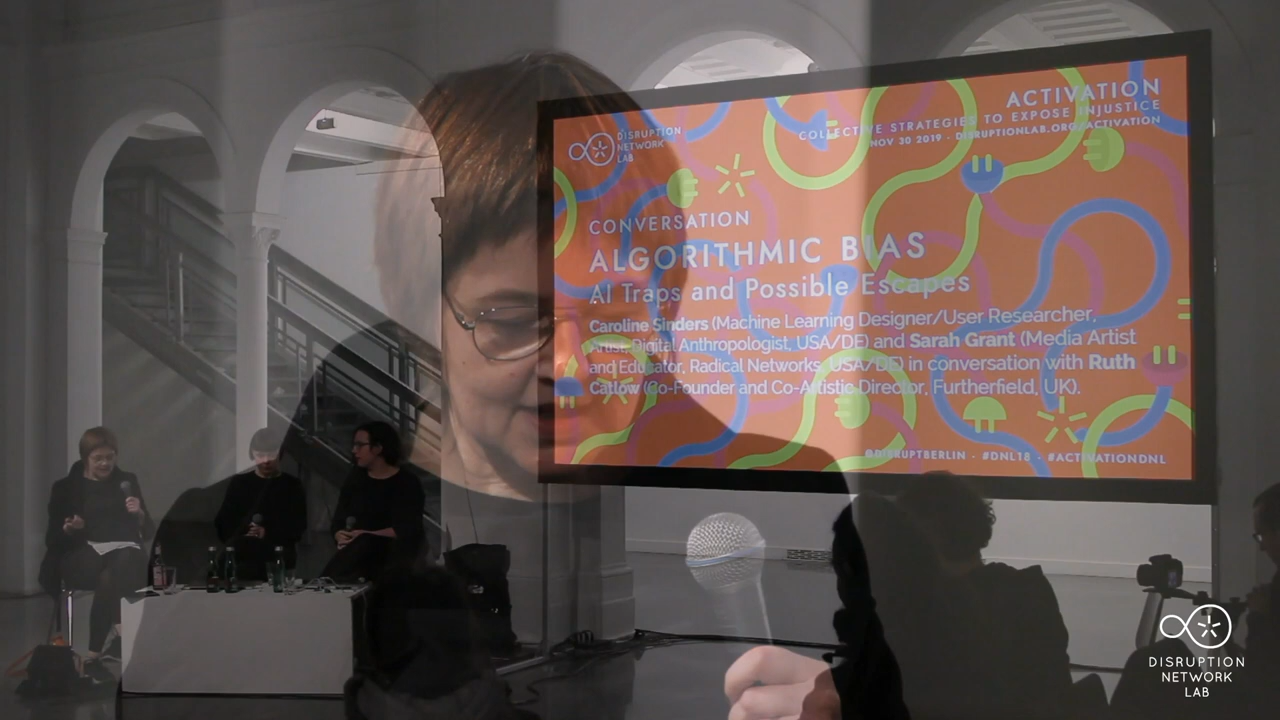 DISRUPTION
NETWORK
LAB
ACTIVATION
COLLECTIVE STRATEGIES TO EXPOSE INJUSTICE
NOV 30 2019 · DISRUPTIONLAB.ORG/ACTIVATION
CONVERSATION
ALGORITHMIC BIAS
AI Traps and Possible Escapes
Caroline Sinders (Machine Learning Designer/User Researcher,
Artist, Digital Anthropologist, USA/DE) and Sarah Grant (Media Artist
and Educator, Radical Networks, USA/DE) in conversation with Ruth
Catlow (Co-Founder and Co-Artistic Director, Furtherfield, UK).
@DISRUPTBERLIN · #DNL18 · #ACTIVATIONDNL
DISRUPTION
NETWORK
LAB